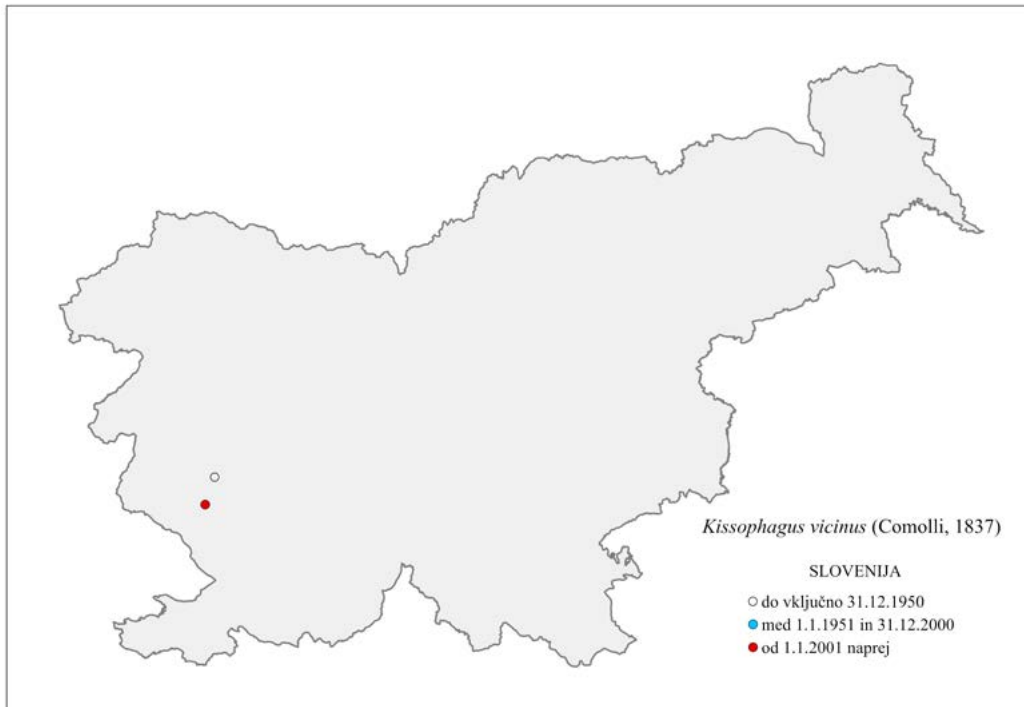 Kissophagus vicinus (Comolli, 1837)
SLOVENIJA
do vključno 31.12.1950
med 1.1.1951 in 31.12.2000
od 1.1.2001 naprej